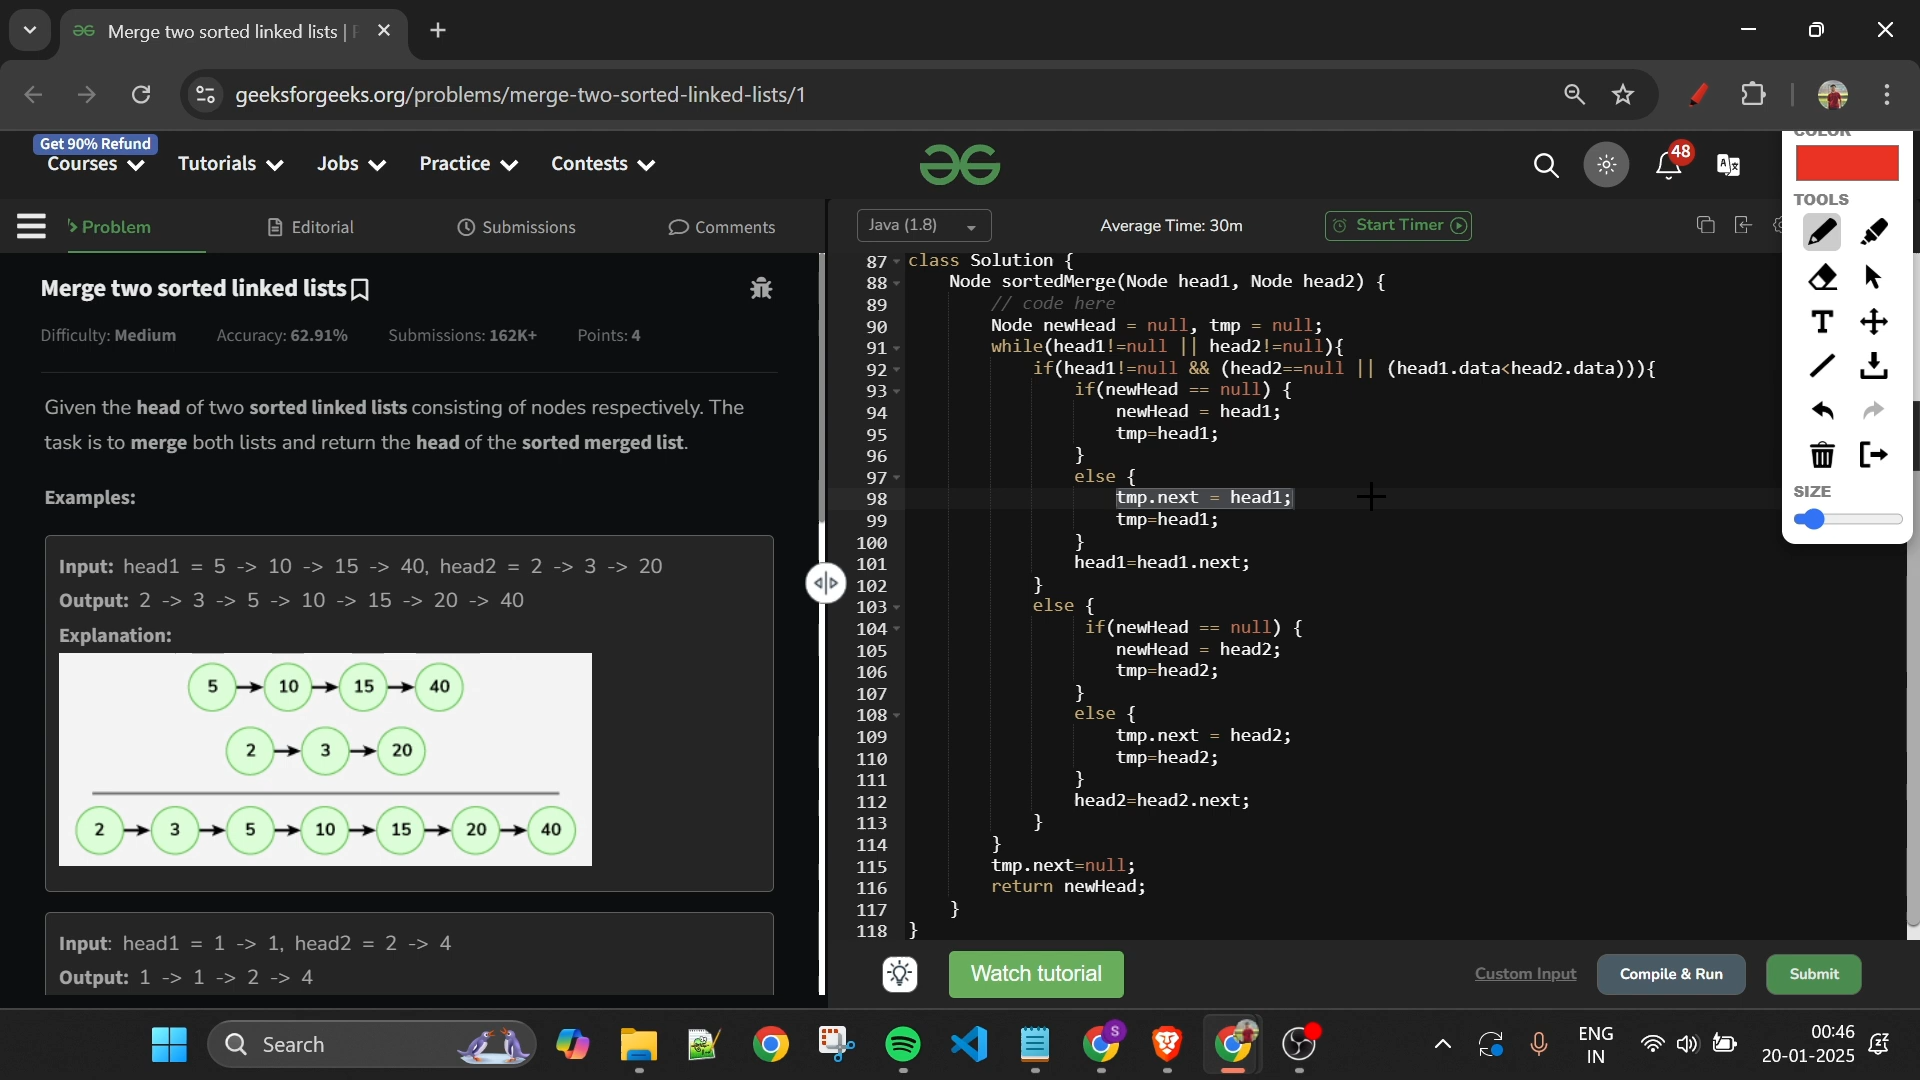 Merge two sorted linked lists | P
geeksforgeeks.org/problems/merge-two-sorted-linked-lists/1
Get 90% Refund
Courses Tutorials Jobs Practice Contests
48
Problem Editorial Submissions Comments
Merge two sorted linked lists
Difficulty: Medium Accuracy: 62.91% Submissions: 162K+ Points: 4
Given the head of two sorted linked lists consisting of nodes respectively. The
task is to merge both lists and return the head of the sorted merged list.
Examples:
Input: head1 = 5 -> 10 -> 15 -> 40, head2 = 2 -> 3 -> 20
Output: 2 -> 3 -> 5 -> 10 -> 15 -> 20 -> 40
Explanation:
5 10 15 40
2 3 20
2 3 5 10 15 20 40
Input: head1 = 1 -> 1, head2 = 2 -> 4
Output: 1 -> 1 -> 2 -> 4
Java (1.8) Average Time: 30m Start Timer
87 class Solution {
88 Node sortedMerge(Node head1, Node head2) {
89 // code here
90 Node newHead = null, tmp = null;
91 while(head1!=null || head2!=null){
92 if(head1!=null && (head2==null || (head1.data<head2.data))){
93 if(newHead == null) {
94 newHead = head1;
95 tmp=head1;
96 }
97 else {
98 tmp.next = head1;
99 tmp=head1;
100 }
101 head1=head1.next;
102 }
103 else {
104 if(newHead == null) {
105 newHead = head2;
106 tmp=head2;
107 }
108 else {
109 tmp.next = head2;
110 tmp=head2;
111 }
112 head2=head2.next;
113 }
114 }
115 tmp.next=null;
116 return newHead;
117 }
118 }
Watch tutorial Custom Input Compile & Run Submit
COLOR
TOOLS
T
SIZE
Search
S
ENG
IN
00:46
20-01-2025